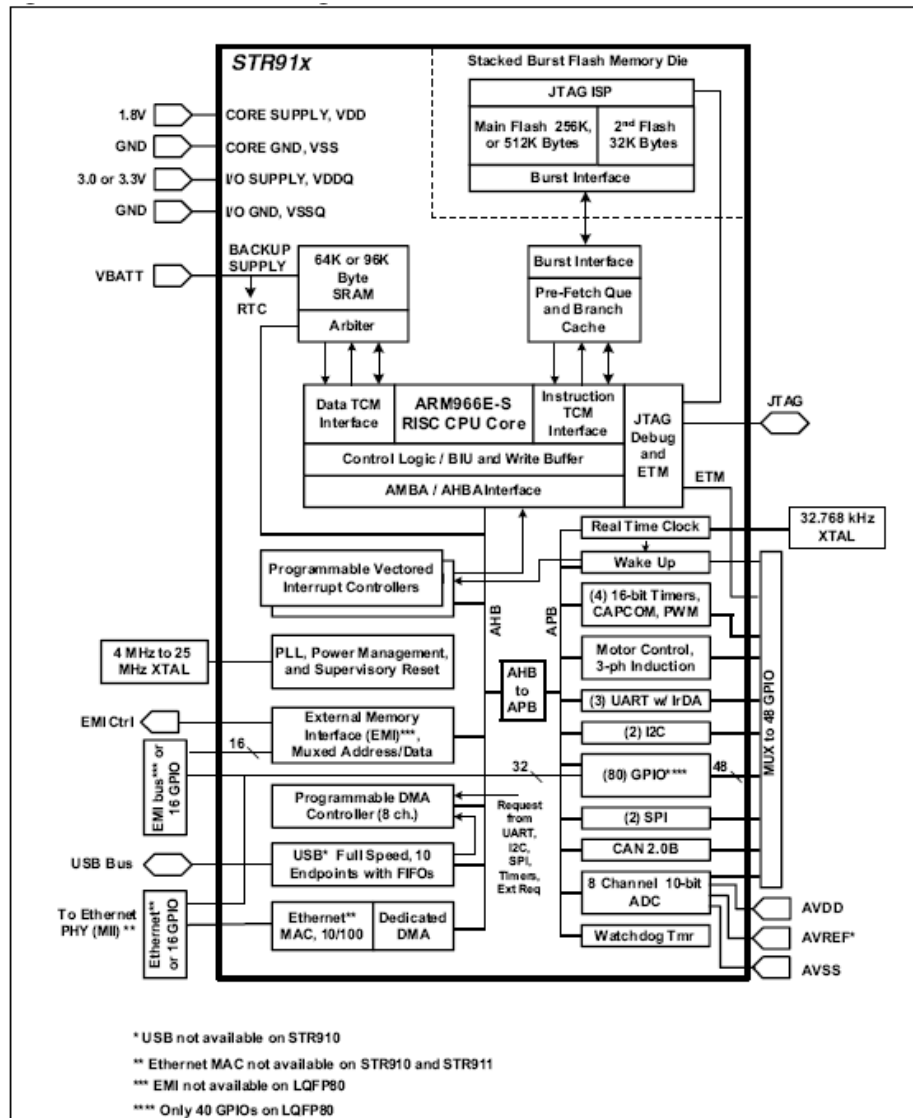 STR91x
Stacked Burst Flash Memory Die
JTAG ISP
Main Flash 256K,
or 512K Bytes
2nd Flash
32K Bytes
Burst Interface
1.8V
CORE SUPPLY, VDD
GND
CORE GND, VSS
3.0 or 3.3V
I/O SUPPLY, VDDQ
GND
I/O GND, VSSQ
VBATT
BACKUP
SUPPLY
RTC
64K or 96K
Byte
SRAM
Arbiter
Burst Interface
Pre-Fetch Que
and Branch
Cache
Data TCM
Interface
ARM966E-S
RISC CPU Core
Instruction
TCM
Interface
JTAG
Debug
and
ETM
JTAG
Control Logic / BIU and Write Buffer
AMBA / AHBAInterface
ETM
Real Time Clock
32.768 kHz
XTAL
Wake Up
Programmable Vectored
Interrupt Controllers
AHB
APB
(4) 16-bit Timers,
CAPCOM, PWM
4 MHz to 25
MHz XTAL
PLL, Power Management,
and Supervisory Reset
AHB
to
APB
Motor Control,
3-ph Induction
MUX to 48 GPIO
(3) UART w/ IrDA
EMI Ctrl
External Memory
Interface (EMI)***,
Muxed Address/Data
(2) I2C
16
EMI bus*** or
16 GPIO
32
(80) GPIO****
48
Programmable DMA
Controller (8 ch.)
Request
from
UART,
I2C,
SPI,
Timers,
Ext Req
(2) SPI
CAN 2.0B
USB Bus
USB* Full Speed, 10
Endpoints with FIFOs
8 Channel 10-bit
ADC
To Ethernet
PHY (MII) **
Ethernet**
or 16 GPIO
Ethernet**
MAC, 10/100
Dedicated
DMA
Watchdog Tmr
AVDD
AVREF*
AVSS
* USB not available on STR910
** Ethernet MAC not available on STR910 and STR911
*** EMI not available on LQFP80
**** Only 40 GPIOs on LQFP80